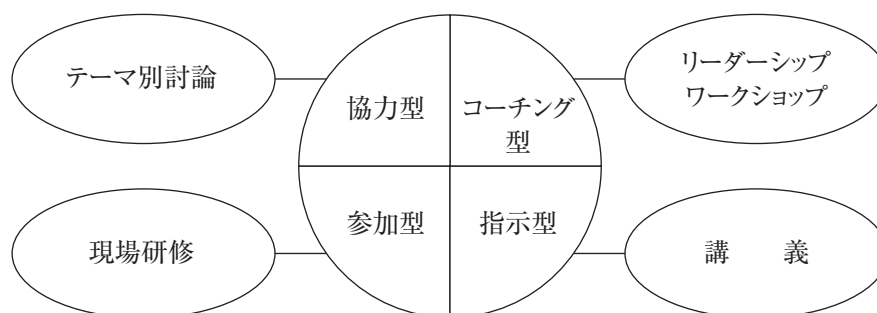 テーマ別討論
協力型
コーチング
型
リーダーシップ
ワークショップ
現場研修
参加型
指示型
講　　義